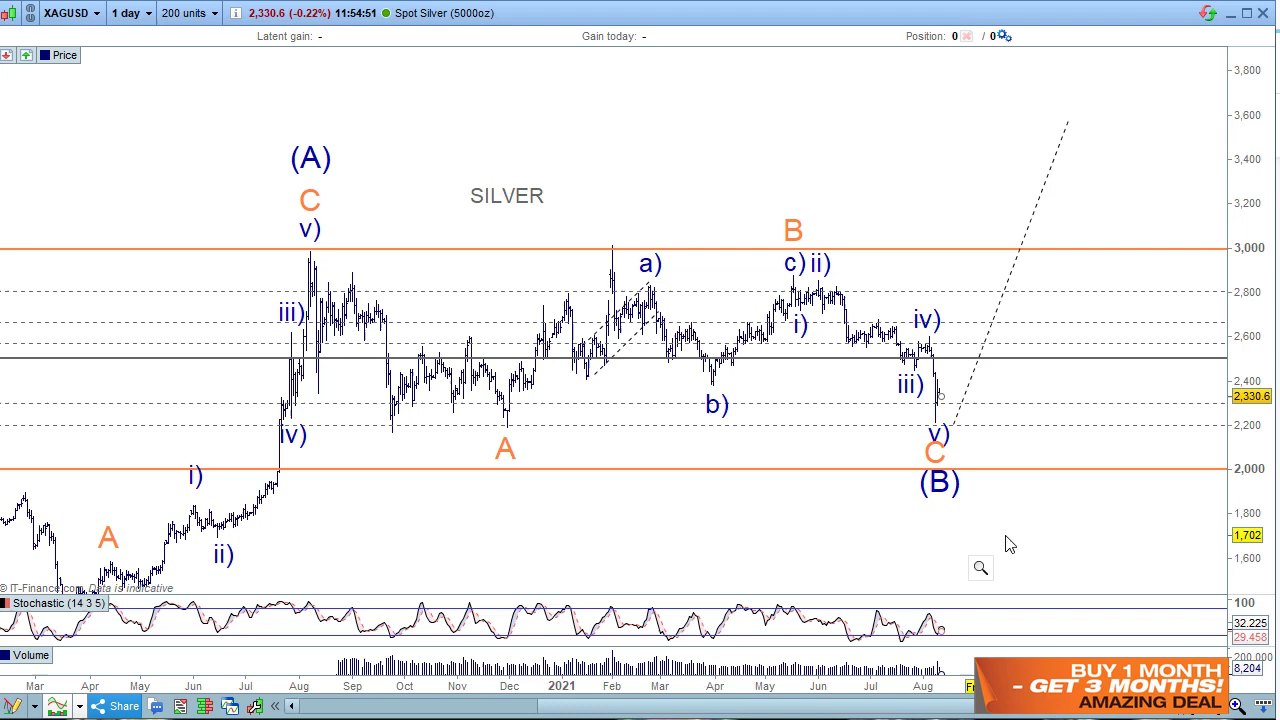 XAGUSD 1 day 200 units 2,330.6 (-0.22%) 11:54:51 Spot Silver (5000oz)
Latent gain: - Gain today: - Position: 0 / 0
Price
3,800
3,600
(A) 3,400
C SILVER 3,200
v) B 3,000
a) c) ii) 2,800
iii) i) iv) 2,600
iii) 2,400
b) 2,330.6
iv) A v) 2,200
C
i) (B) 2,000
1,800
A ii) 1,702
1,600
© IT-Finance.com Data is indicative
Stochastic (14 3 5) 100
32.225
29.458
Volume 200,000
8,204
Mar Apr May Jun Jul Aug Sep Oct Nov Dec 2021 Feb Mar Apr May Jun Jul Aug
BUY 1 MONTH
- GET 3 MONTHS!
AMAZING DEAL
Share